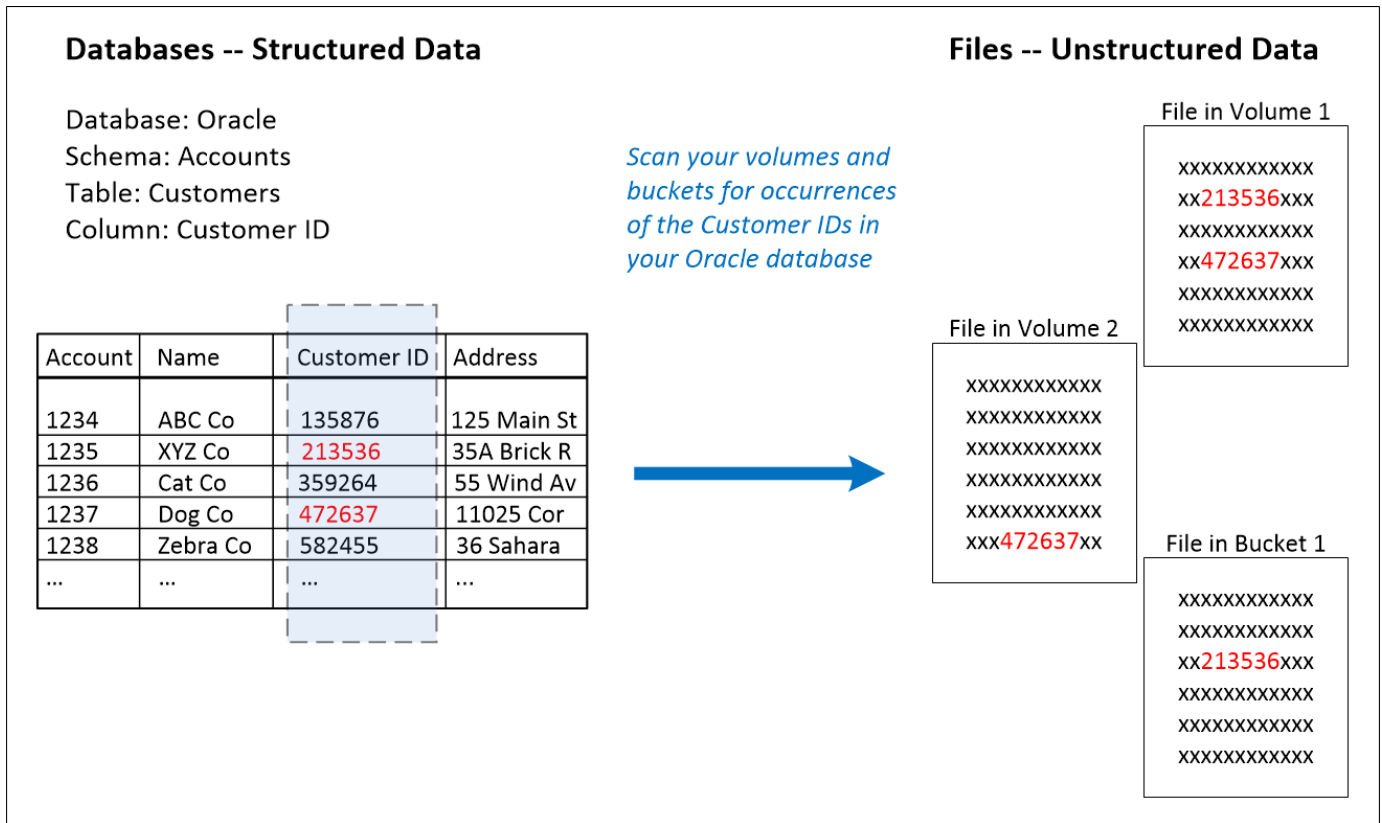 Databases -- Structured Data
Database: Oracle
Schema: Accounts
Table: Customers
Column: Customer ID
Account Name Customer ID Address
1234 ABC Co 135876 125 Main St
1235 XYZ Co 213536 35A Brick R
1236 Cat Co 359264 55 Wind Av
1237 Dog Co 472637 11025 Cor
1238 Zebra Co 582455 36 Sahara
... ... ... ...
Scan your volumes and
buckets for occurrences
of the Customer IDs in
your Oracle database
Files -- Unstructured Data
File in Volume 1
xxxxxxxxxxxx
xx213536xxx
xxxxxxxxxxxx
xx472637xxx
xxxxxxxxxxxx
xxxxxxxxxxxx
File in Volume 2
xxxxxxxxxxxx
xxxxxxxxxxxx
xxxxxxxxxxxx
xxxxxxxxxxxx
xxxxxxxxxxxx
xxx472637xx
File in Bucket 1
xxxxxxxxxxxx
xxxxxxxxxxxx
xx213536xxx
xxxxxxxxxxxx
xxxxxxxxxxxx
xxxxxxxxxxxx